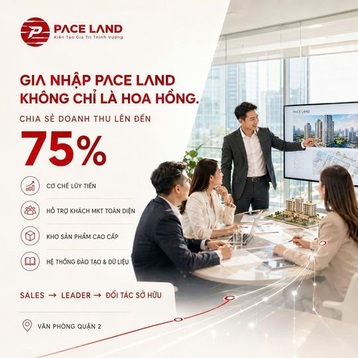 PACE LAND
Kiến Tạo Giá Trị Thịnh Vượng
GIA NHẬP PACE LAND
KHÔNG CHỈ LÀ HOA HỒNG.
CHIA SẺ DOANH THU LÊN ĐẾN
75%
PACE LAND
CƠ CHẾ LŨY TIẾN
HỖ TRỢ KHÁCH MKT TOÀN DIỆN
KHO SẢN PHẨM CAO CẤP
HỆ THỐNG ĐÀO TẠO & DỮ LIỆU
SALES → LEADER → ĐỐI TÁC SỞ HỮU
VĂN PHÒNG QUẬN 2